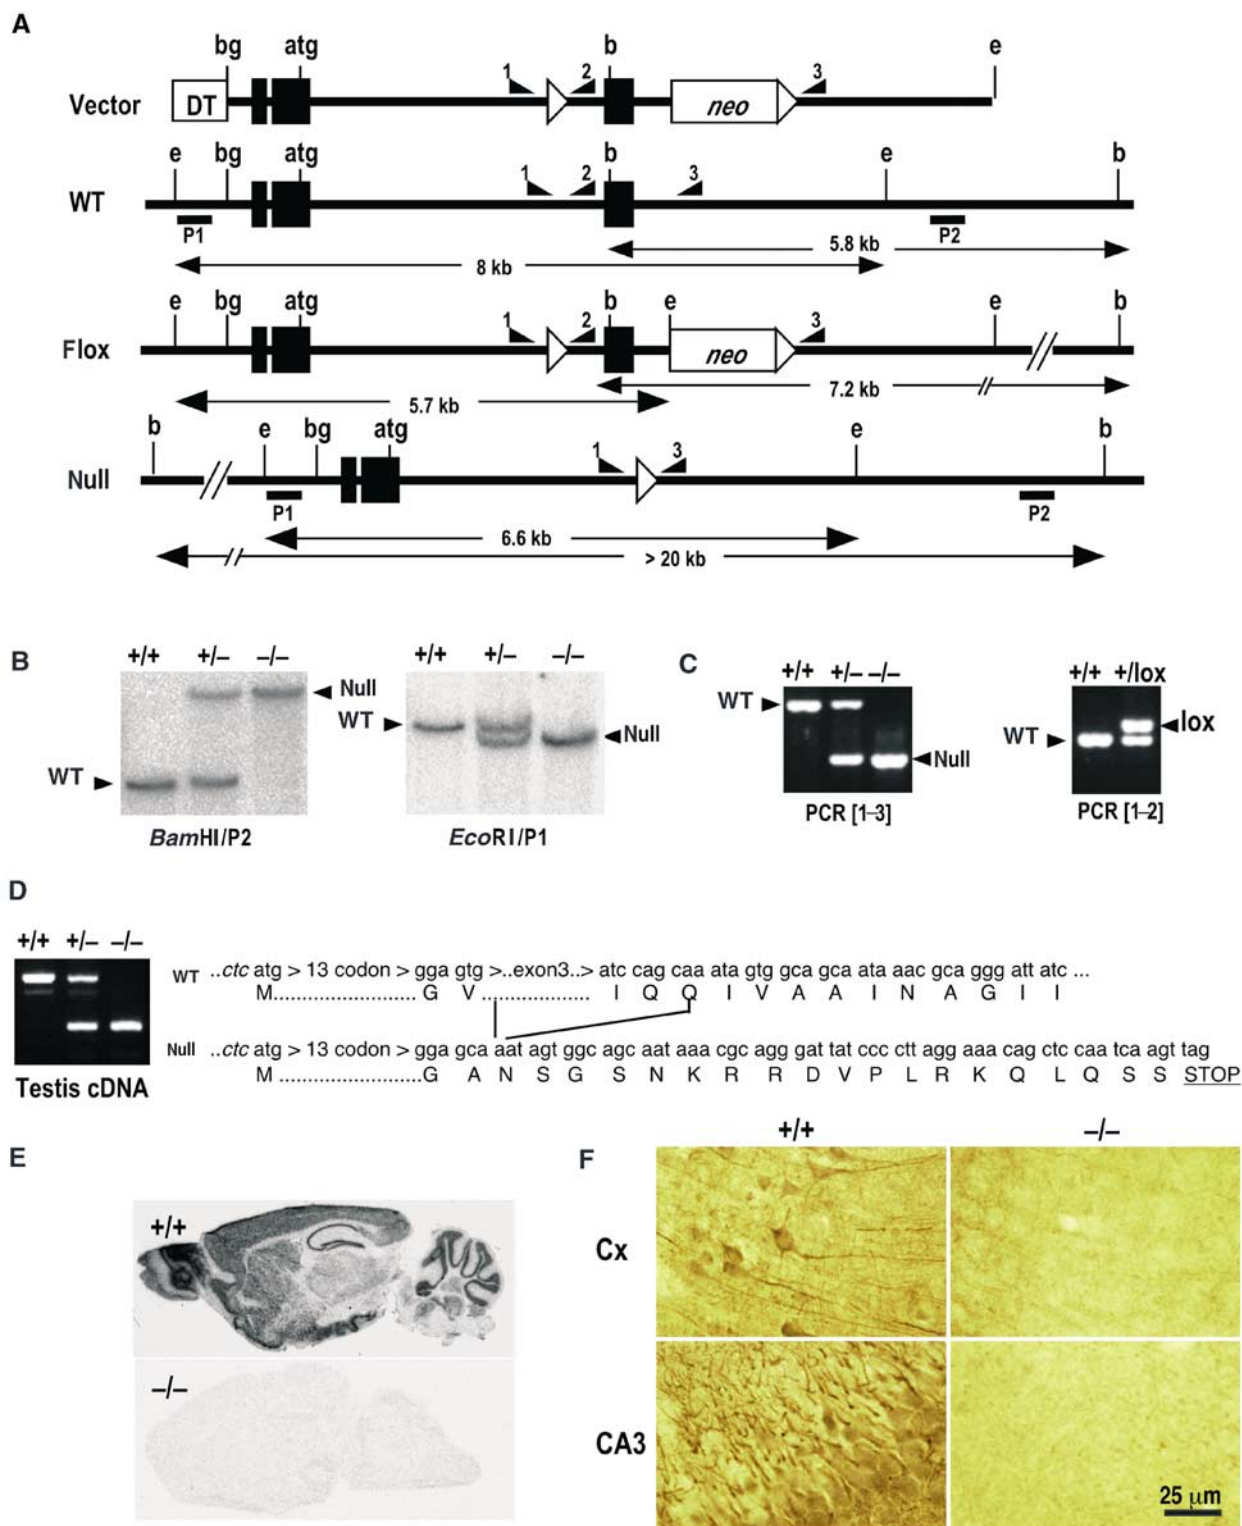 A
bg atg b e
1 2 3
Vector DT neo
e bg atg b e b
1 2 3
WT
P1 P2
5.8 kb
8 kb
e bg atg b e e b
1 2 3
Flox neo
7.2 kb
5.7 kb
b e bg atg e b
1 3
Null
P1 P2
6.6 kb
> 20 kb
B
+/+ +/– –/–
Null
WT
BamHI/P2
+/+ +/– –/–
WT
Null
EcoRI/P1
C
+/+ +/– –/–
WT
Null
PCR [1–3]
+/+ +/lox
lox
WT
PCR [1–2]
D
+/+ +/– –/–
Testis cDNA
WT ..ctc atg > 13 codon > gga gtg >..exon3..> atc cag caa ata gtg gca gca ata aac gca ggg att atc ...
M....................... G V ................. I Q Q I V A A I N A G I I
Null ..ctc atg > 13 codon > gga gca aat agt ggc agc aat aaa cgc agg gat tat ccc ctt agg aaa cag ctc caa tca agt tag
M .......................G A N S G S N K R R D V P L R K Q L Q S S STOP
E
+/+
–/–
F
+/+ –/–
Cx
CA3
25 µm